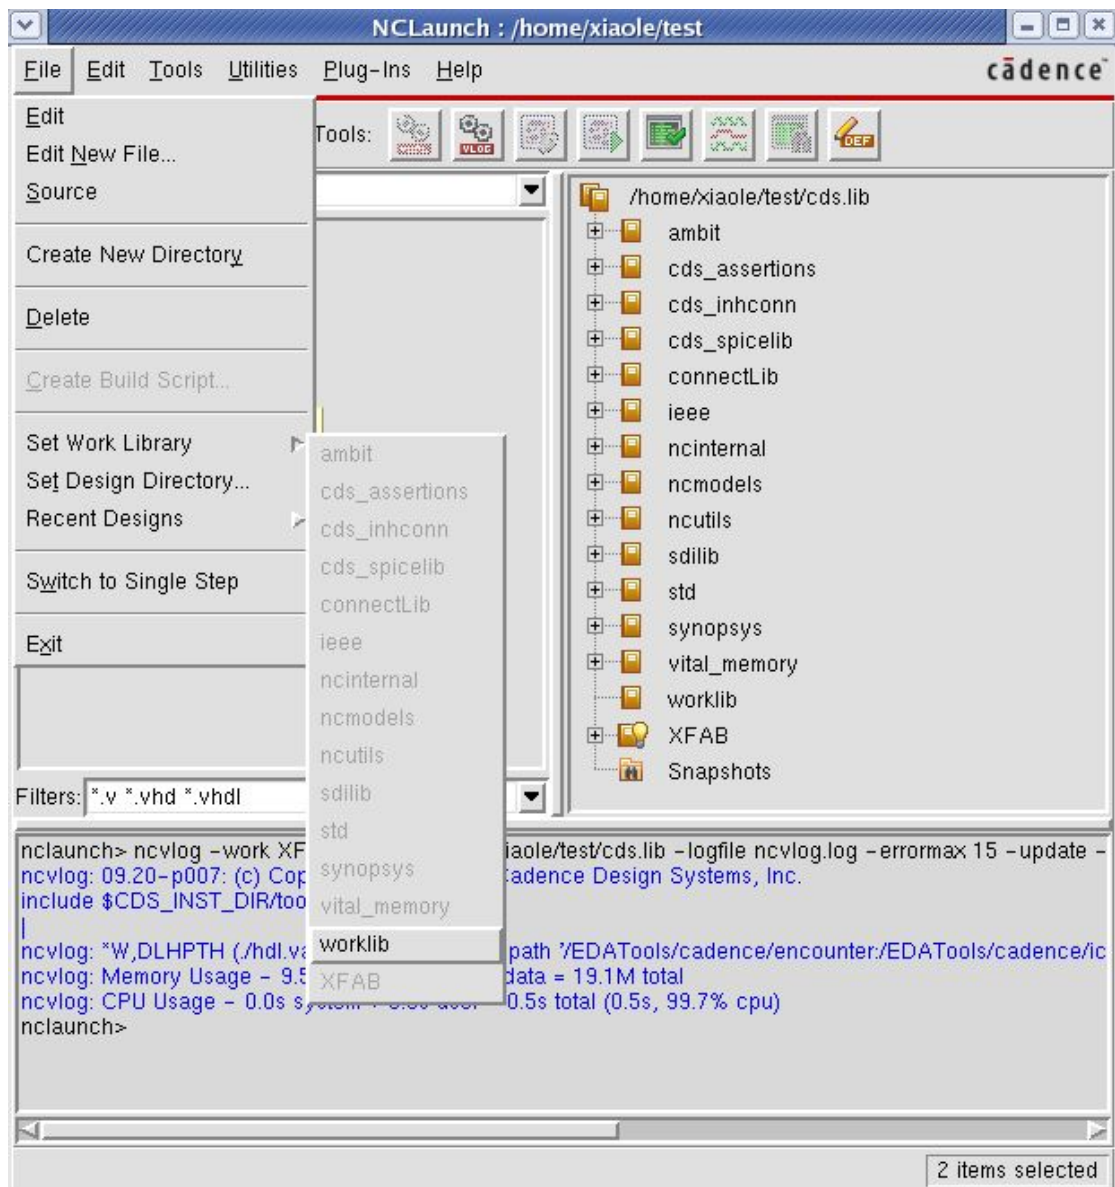 NCLaunch : /home/xiaole/test
File Edit Tools Utilities Plug-Ins Help
cādence
Edit
Edit New File...
Source
Create New Directory
Delete
Create Build Script...
Set Work Library
Set Design Directory...
Recent Designs
Switch to Single Step
Exit
Tools:
VLOG
DEF
ambit
cds_assertions
cds_inhconn
cds_spicelib
connectLib
ieee
ncinternal
ncmodels
ncutils
sdilib
std
synopsys
vital_memory
worklib
XFAB
/home/xiaole/test/cds.lib
ambit
cds_assertions
cds_inhconn
cds_spicelib
connectLib
ieee
ncinternal
ncmodels
ncutils
sdilib
std
synopsys
vital_memory
worklib
XFAB
Snapshots
Filters: *.v *.vhd *.vhdl
nclaunch> ncvlog -work XF iaole/test/cds.lib -logfile ncvlog.log -errormax 15 -update -
ncvlog: 09.20-p007: (c) Cop adence Design Systems, Inc.
include $CDS_INST_DIR/too
|
ncvlog: *W,DLHPTH (./hdl.va path '/EDATools/cadence/encounter:/EDATools/cadence/ic
ncvlog: Memory Usage - 9.5 data = 19.1M total
ncvlog: CPU Usage - 0.0s 0.5s total (0.5s, 99.7% cpu)
nclaunch>
2 items selected